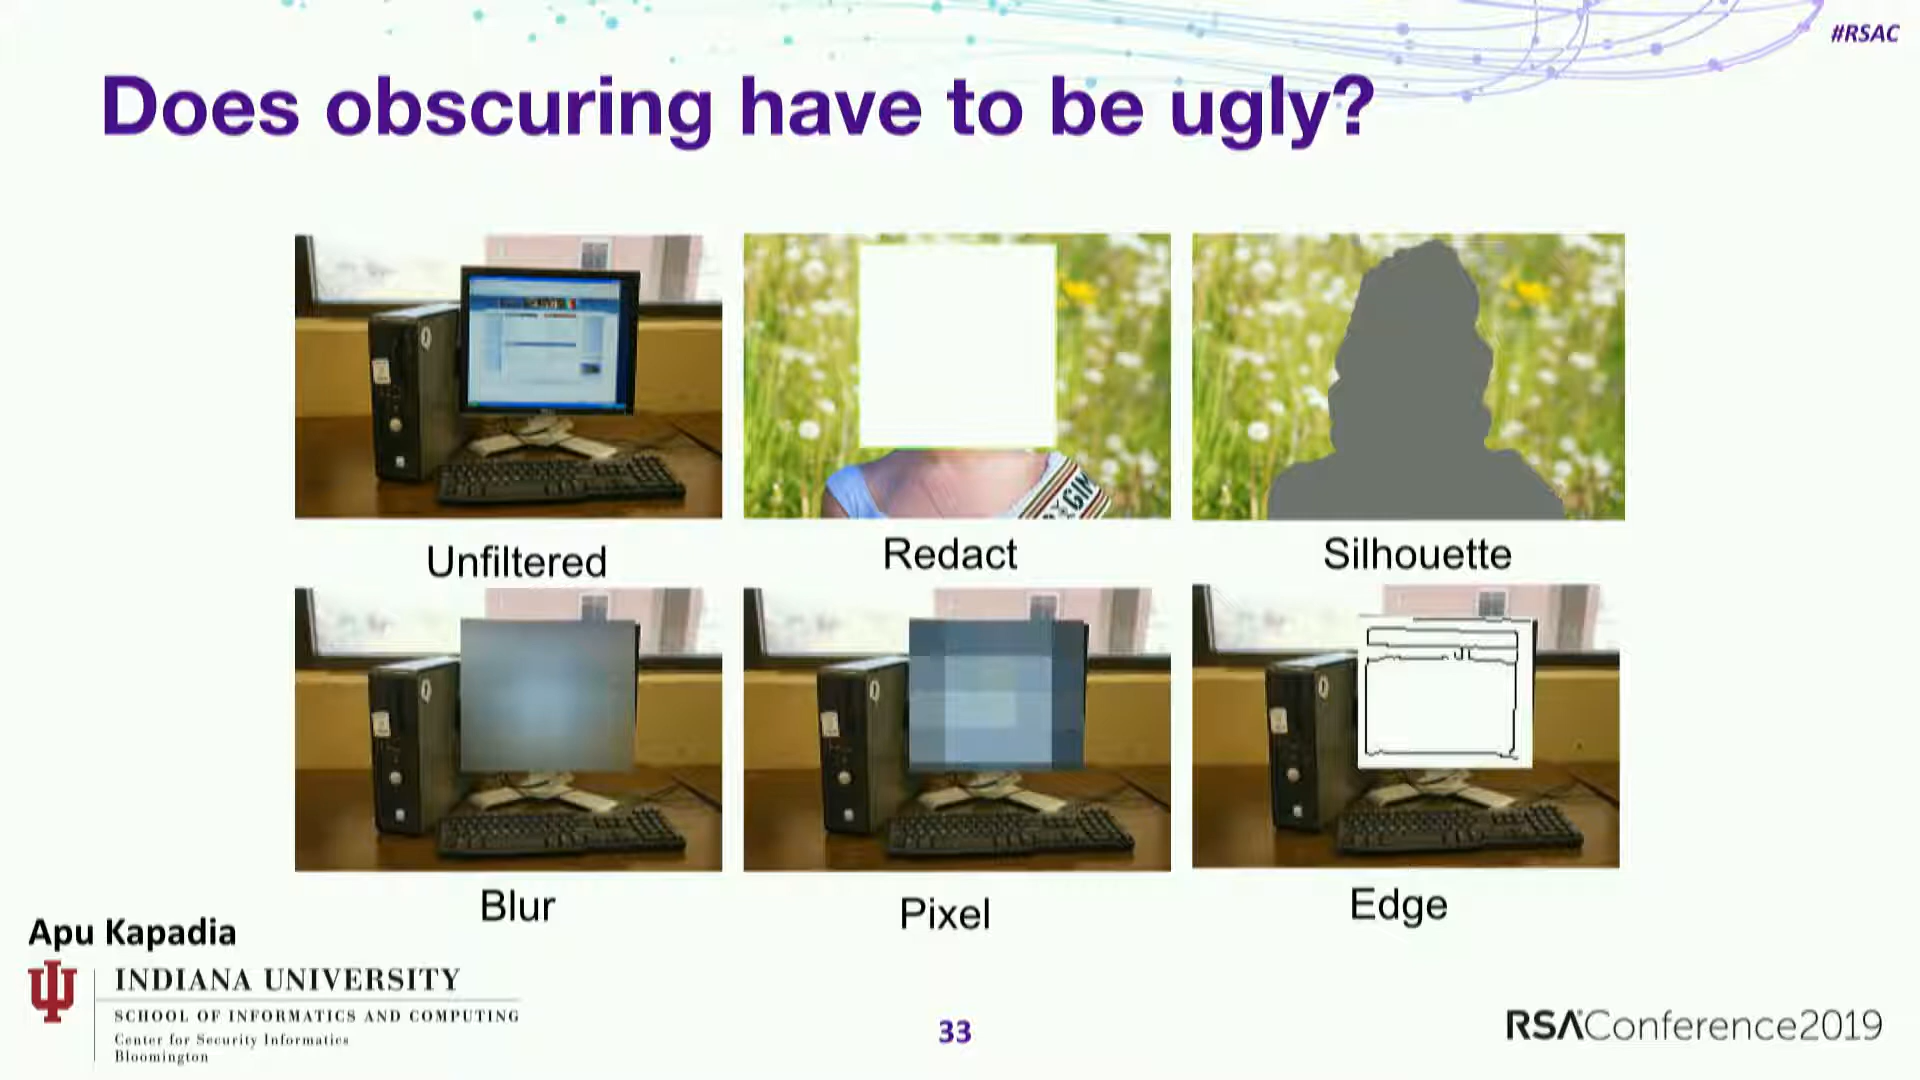 #RSAC
Does obscuring have to be ugly?
Unfiltered
Redact
Silhouette
Blur
Pixel
Edge
Apu Kapadia
INDIANA UNIVERSITY
SCHOOL OF INFORMATICS AND COMPUTING
Center for Security Informatics
Bloomington
33
RSAConference2019